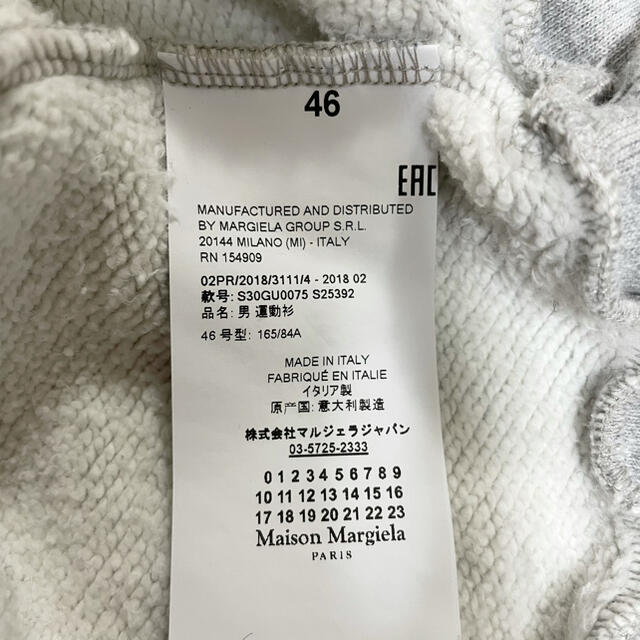 46
EAC
MANUFACTURED AND DISTRIBUTED
BY MARGIELA GROUP S.R.L.
20144 MILANO (MI) - ITALY
RN 154909
02PR/2018/3111/4 - 2018 02
款号: S30GU0075 S25392
品名: 男 運動衫
46 号型: 165/84A
MADE IN ITALY
FABRIQUÉ EN ITALIE
イタリア製
原产国: 意大利製造
株式会社マルジェラジャパン
03-5725-2333
0 1 2 3 4 5 6 7 8 9
10 11 12 13 14 15 16
17 18 19 20 21 22 23
Maison Margiela
PARIS